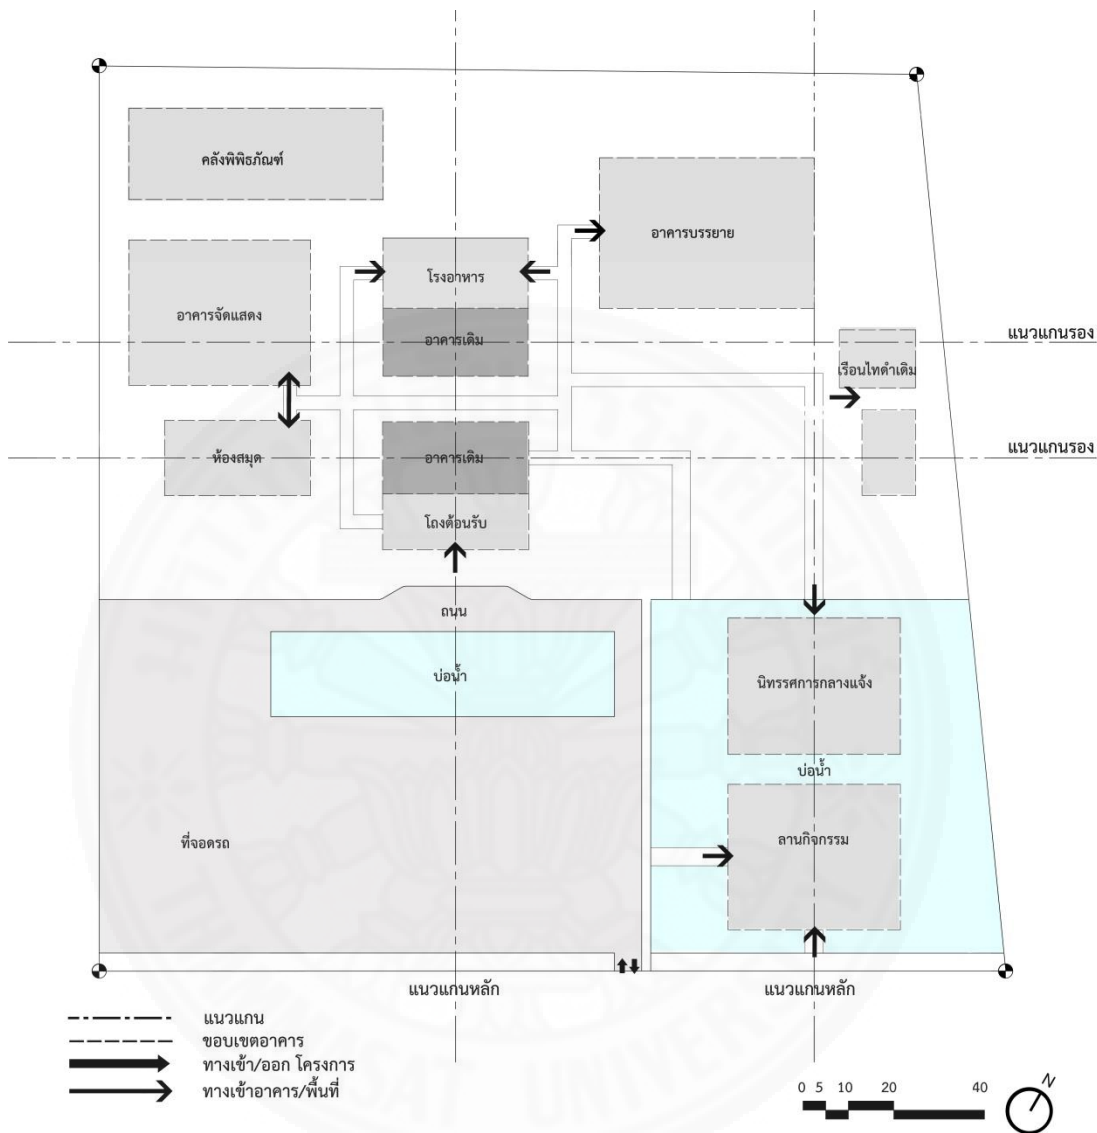 คลังพิพิธภัณฑ์
อาคารบรรยาย
โรงอาหาร
อาคารจัดแสดง
แนวแกนรอง
อาคารเดิม
เรือนไทดำเดิม
แนวแกนรอง
ห้องสมุด
อาคารเดิม
โถงต้อนรับ
ถนน
บ่อน้ำ
นิทรรศการกลางแจ้ง
บ่อน้ำ
ที่จอดรถ
ลานกิจกรรม
แนวแกนหลัก
แนวแกนหลัก
แนวแกน
ขอบเขตอาคาร
ทางเข้า/ออก โครงการ
ทางเข้าอาคาร/พื้นที่
0 5 10 20 40
N